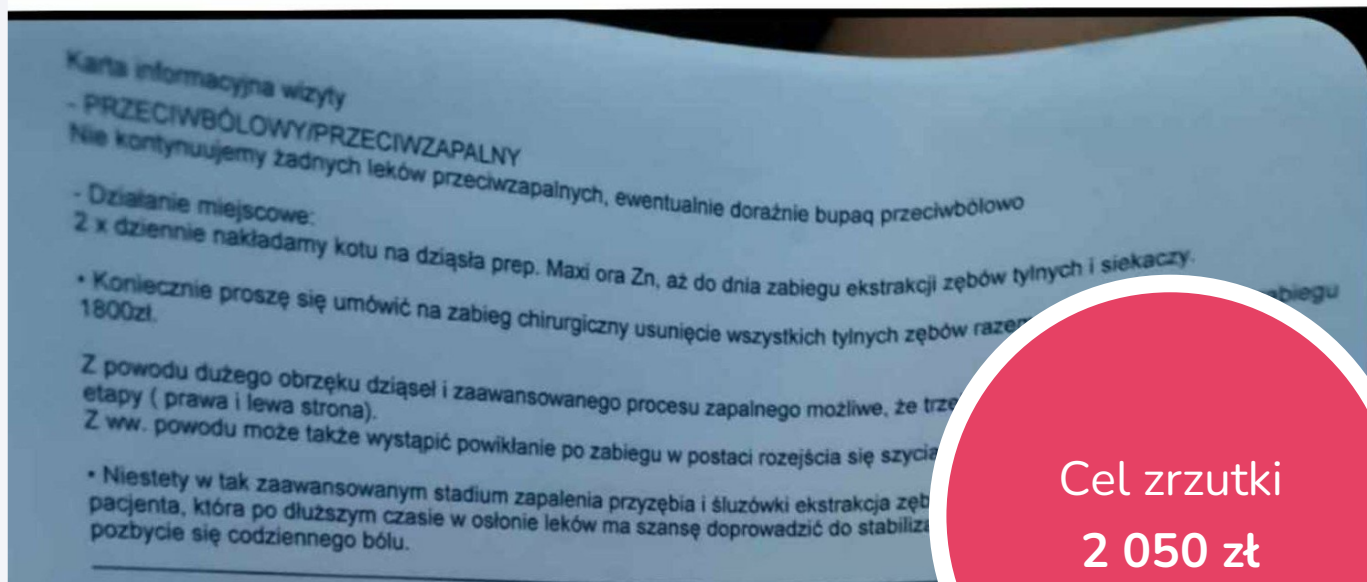 Karta informacyjna wizyty
- PRZECIWBÓLOWY/PRZECIWZAPALNY
Nie kontynuujemy żadnych leków przeciwzapalnych, ewentualnie doraźnie bupaq przeciwbólowo
- Działanie miejscowe:
2 x dziennie nakładamy kotu na dziąsła prep. Maxi ora Zn, aż do dnia zabiegu ekstrakcji zębów tylnych i siekaczy.
• Koniecznie proszę się umówić na zabieg chirurgiczny usunięcie wszystkich tylnych zębów razem
1800zł.
Z powodu dużego obrzęku dziąseł i zaawansowanego procesu zapalnego możliwe, że
etapy ( prawa i lewa strona).
Z ww. powodu może także wystąpić powikłanie po zabiegu w postaci rozejścia się
• Niestety w tak zaawansowanym stadium zapalenia przyzębia i śluzówki ekstrakcja
pacjenta, która po dłuższym czasie w osłonie leków ma szansę doprowadzić do
pozbycie się codziennego bólu.
Cel zrzutki
2 050 zł